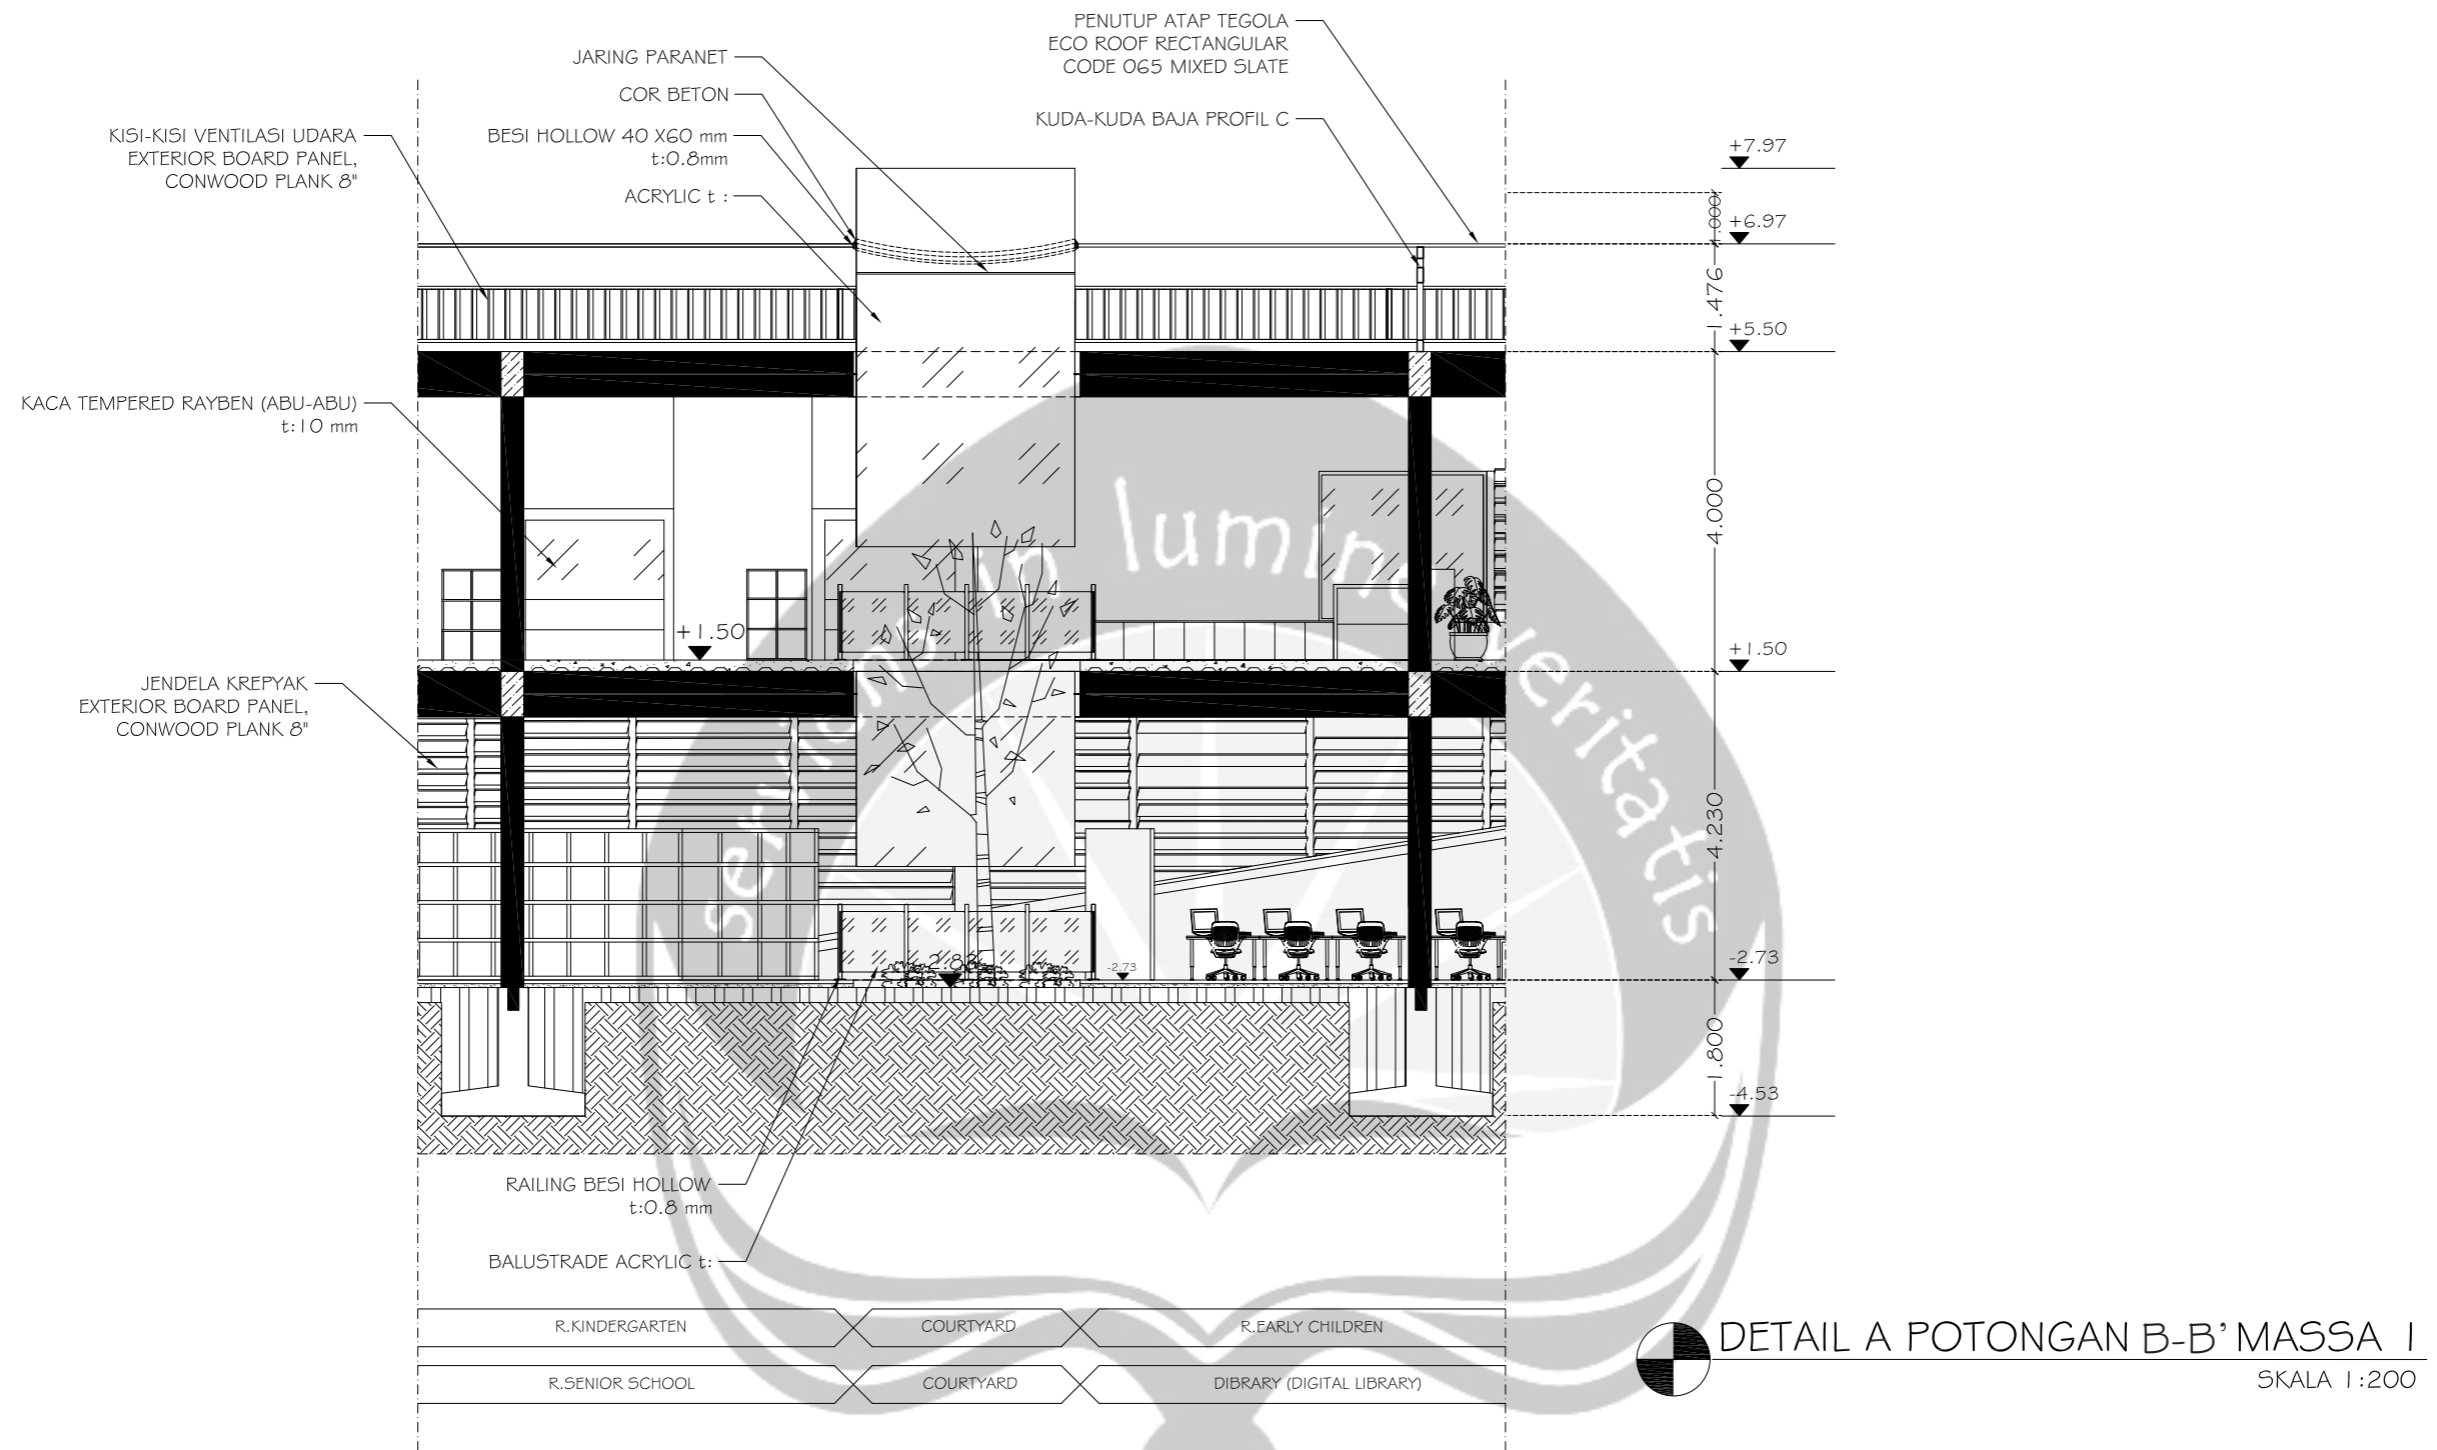 PENUTUP ATAP TEGOLA
ECO ROOF RECTANGULAR
CODE 065 MIXED SLATE
JARING PARANET
COR BETON
KUDA-KUDA BAJA PROFIL C
KISI-KISI VENTILASI UDARA
EXTERIOR BOARD PANEL,
CONWOOD PLANK 8"
BESI HOLLOW 40 X60 mm
t:0.8mm
ACRYLIC t :
+7.97
1.000
+6.97
1.476
+5.50
KACA TEMPERED RAYBEN (ABU-ABU)
t:10 mm
4.000
serviens in lumine veritatis
+1.50
+1.50
JENDELA KREPYAK
EXTERIOR BOARD PANEL,
CONWOOD PLANK 8"
4.230
-2.73
-2.73
1.800
-4.53
RAILING BESI HOLLOW
t:0.8 mm
BALUSTRADE ACRYLIC t:
R.KINDERGARTEN
COURTYARD
R.EARLY CHILDREN
R.SENIOR SCHOOL
COURTYARD
DIBRARY (DIGITAL LIBRARY)
DETAIL A POTONGAN B-B' MASSA 1
SKALA 1:200